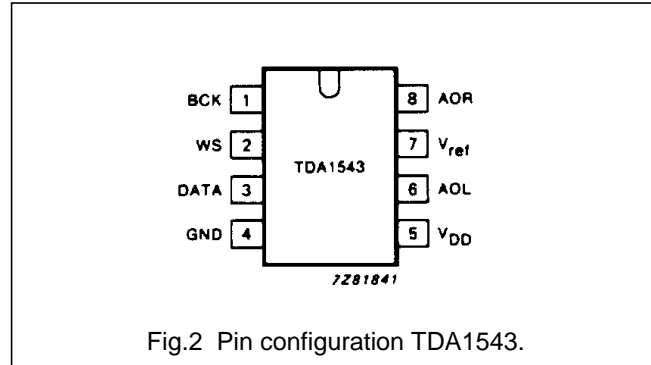 BCK 1 8 AOR
WS 2 7 Vref
TDA1543
DATA 3 6 AOL
GND 4 5 VDD
7Z81841
Fig.2 Pin configuration TDA1543.